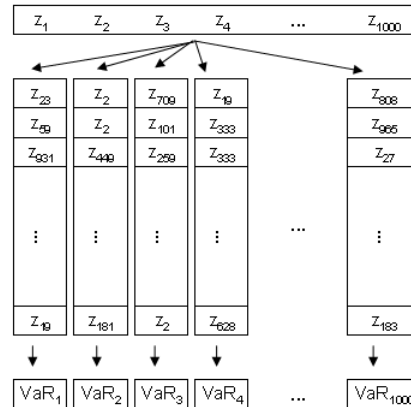 Z1 Z2 Z3 Z4 ... Z1000
Z23 Z2 Z709 Z19 Z808
Z59 Z2 Z101 Z333 Z965
Z931 Z449 Z259 Z333 Z27
... ... ... ... ... ...
Z19 Z181 Z2 Z628 Z183
VaR1 VaR2 VaR3 VaR4 ... VaR1000